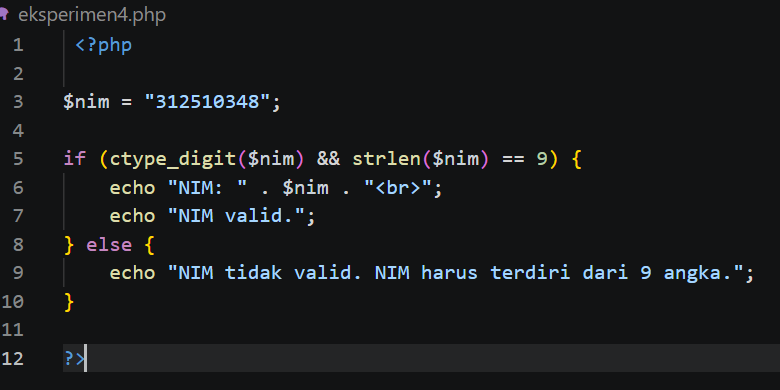 eksperimen4.php
1 <?php
2
3 $nim = "312510348";
4
5 if (ctype_digit($nim) && strlen($nim) == 9) {
6 echo "NIM: " . $nim . "<br>";
7 echo "NIM valid.";
8 } else {
9 echo "NIM tidak valid. NIM harus terdiri dari 9 angka.";
10 }
11
12 ?>